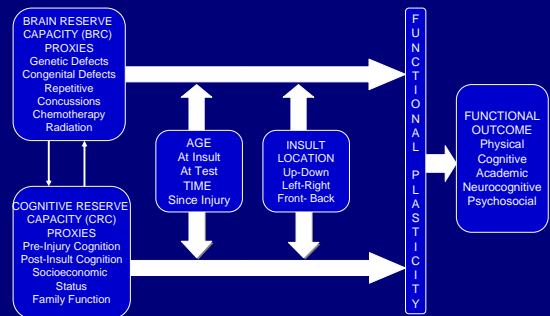 BRAIN RESERVE
CAPACITY (BRC)
PROXIES
Genetic Defects
Congenital Defects
Repetitive
Concussions
Chemotherapy
Radiation
COGNITIVE RESERVE
CAPACITY (CRC)
PROXIES
Pre-Injury Cognition
Post-Insult Cognition
Socioeconomic
Status
Family Function
AGE
At Insult
At Test
TIME
Since Injury
INSULT
LOCATION
Up-Down
Left-Right
Front- Back
FUNCTIONAL PLASTICITY
FUNCTIONAL
OUTCOME
Physical
Cognitive
Academic
Neurocognitive
Psychosocial